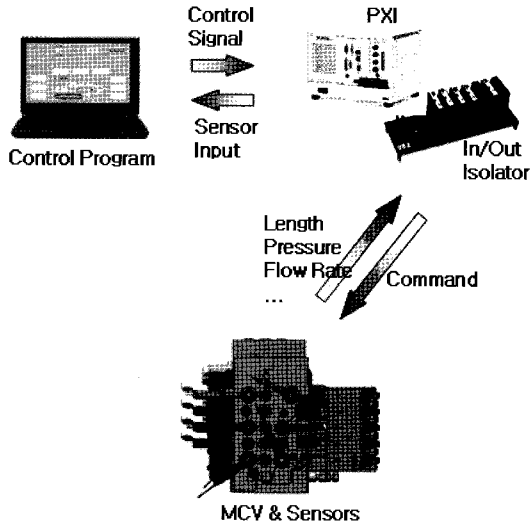 Control
Signal
PXI
Sensor
Input
Control Program
In/Out
Isolator
Length
Pressure
Flow Rate
...
Command
MCV & Sensors